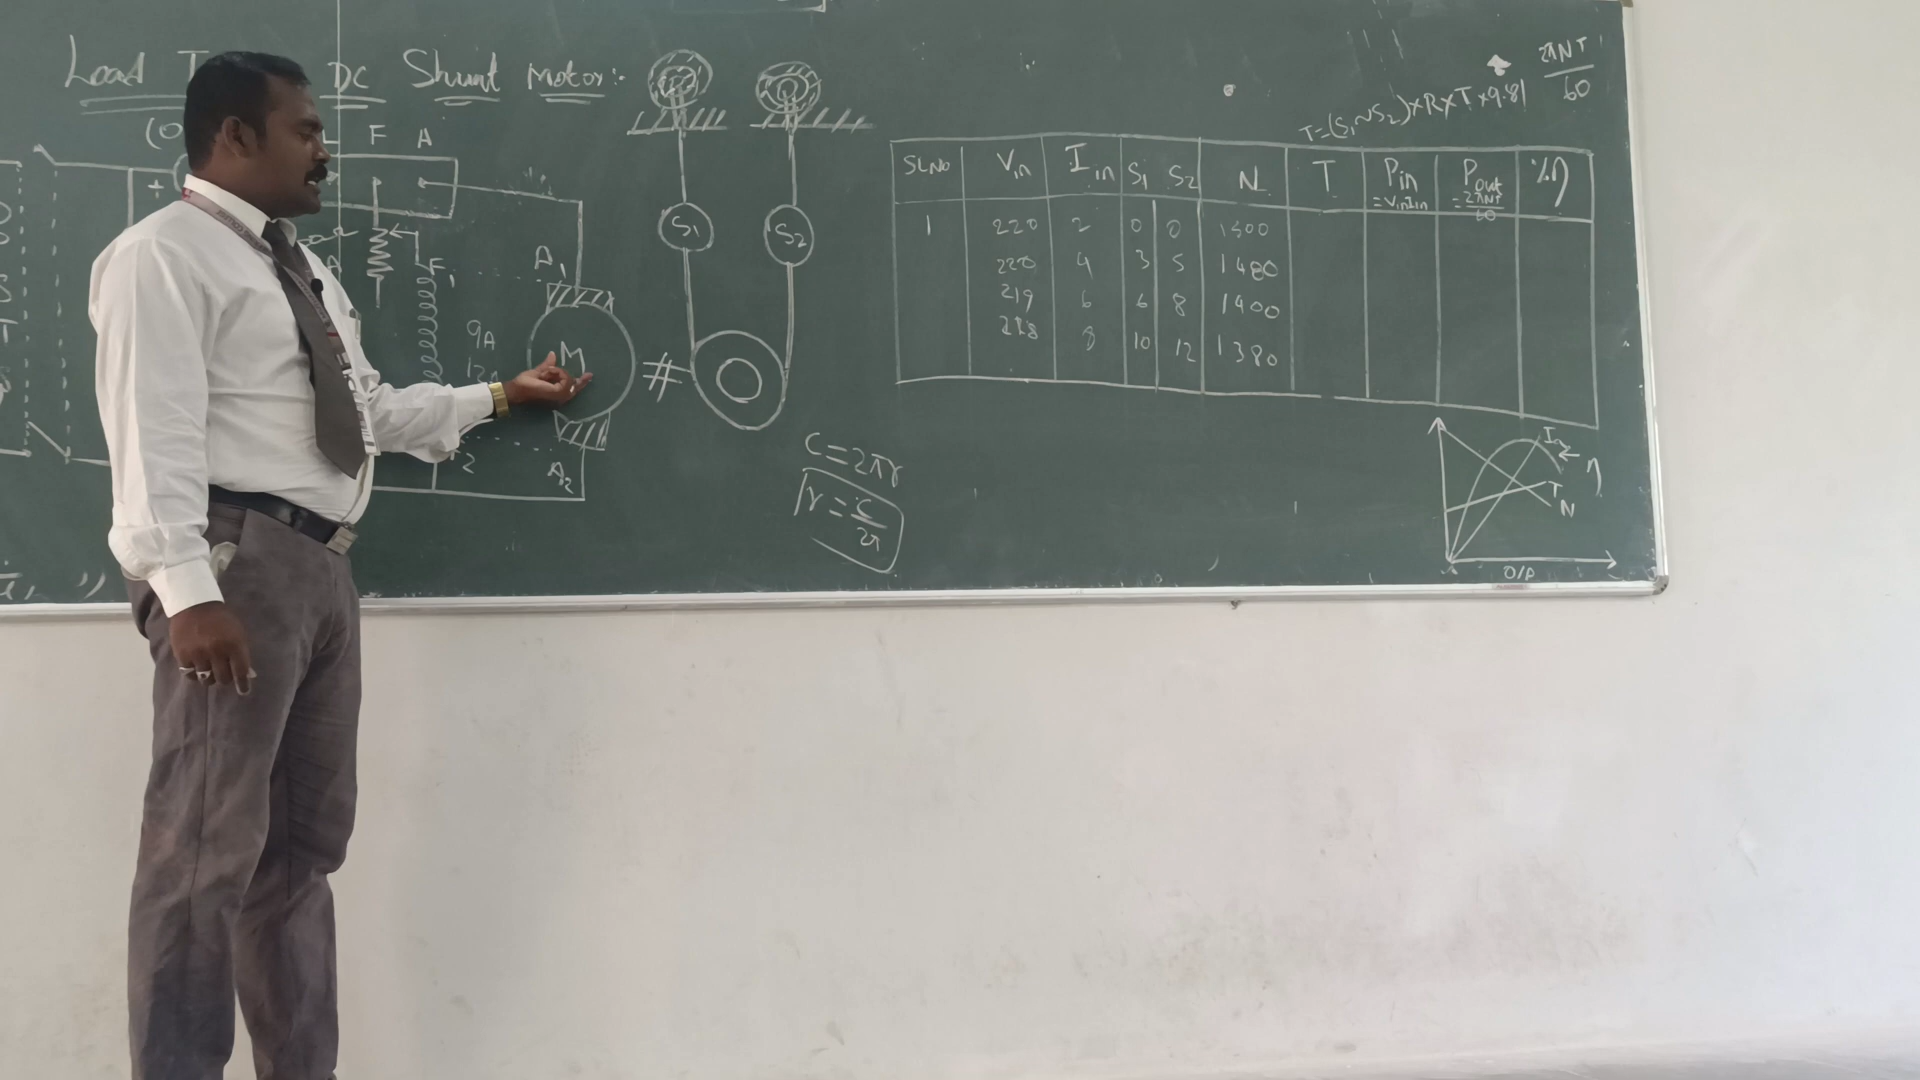 Load T DC Shunt Motor:-
F A
+
A
F1
A1
M
A2
9A
S1 S2
C=2πr
r=C/2π
T=(S1~S2)×R×T×9.81
2πNT/60
SLNO Vin Iin S1 S2 N T Pin =VinIin Pout =2πNT/60 %η
1 220 2 0 0 1500
220 4 3 5 1480
219 6 6 8 1400
218 8 10 12 1380
I
η
T
N
O/P